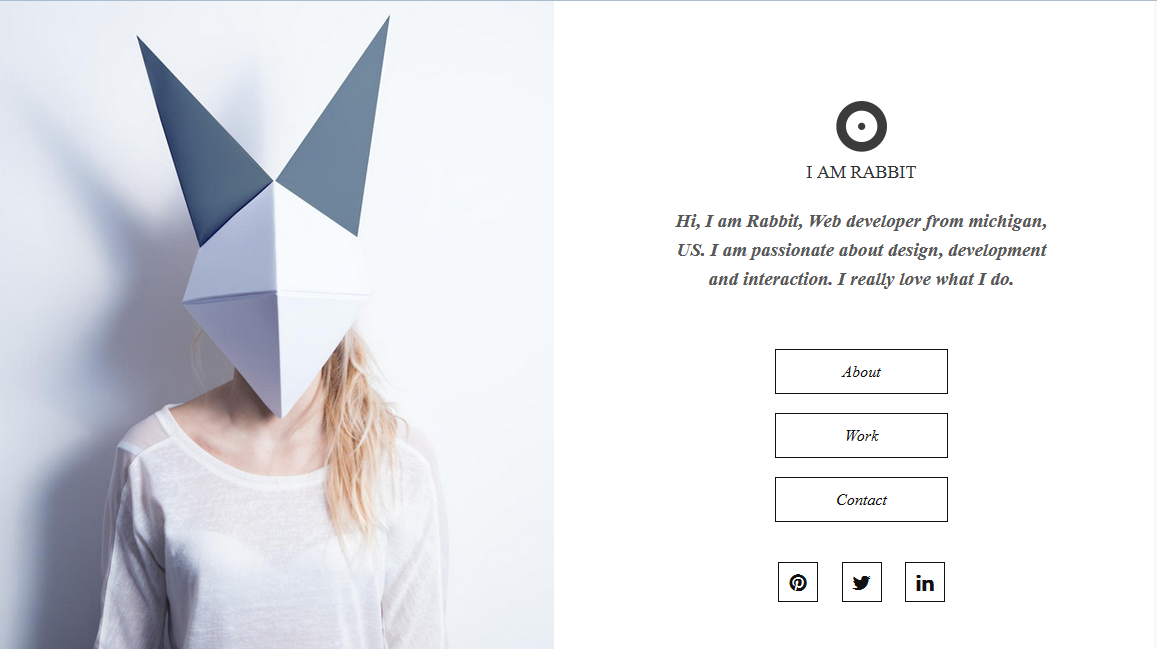 I AM RABBIT
Hi, I am Rabbit, Web developer from michigan,
US. I am passionate about design, development
and interaction. I really love what I do.
About
Work
Contact
in